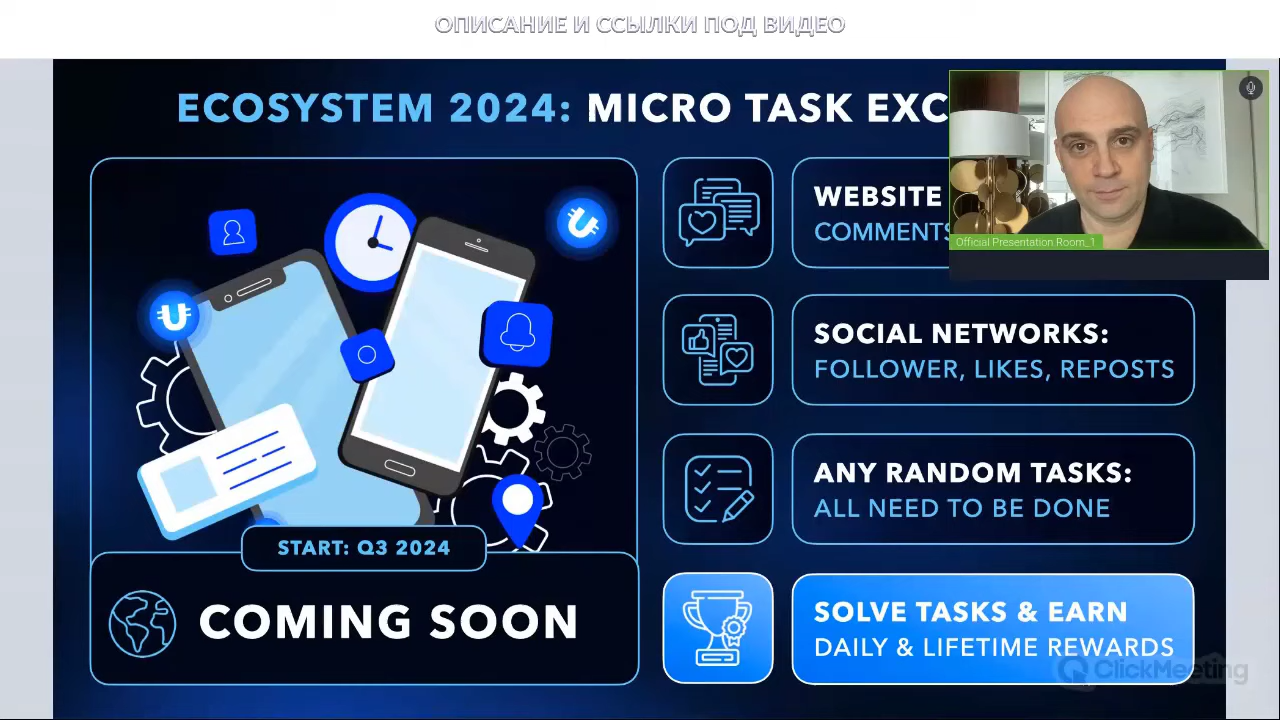 ОПИСАНИЕ И ССЫЛКИ ПОД ВИДЕО
ECOSYSTEM 2024: MICRO TASK EXC
WEBSITE
COMMENTS
Official Presentation Room_1
SOCIAL NETWORKS:
FOLLOWER, LIKES, REPOSTS
ANY RANDOM TASKS:
ALL NEED TO BE DONE
START: Q3 2024
COMING SOON
SOLVE TASKS & EARN
DAILY & LIFETIME REWARDS
ClickMeeting